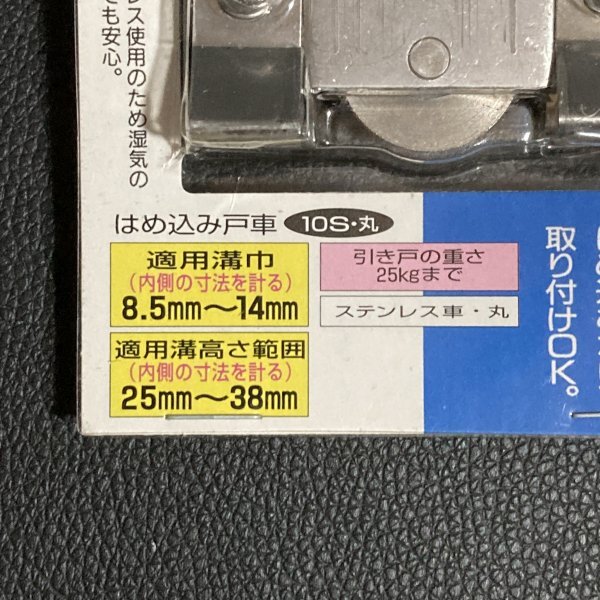 レス使用のため湿気の
でも安心。
はめ込み戸車 10S・丸
適用溝巾
(内側の寸法を計る)
8.5mm〜14mm
引き戸の重さ
25kgまで
ステンレス車・丸
適用溝高さ範囲
(内側の寸法を計る)
25mm〜38mm
取り付けOK。